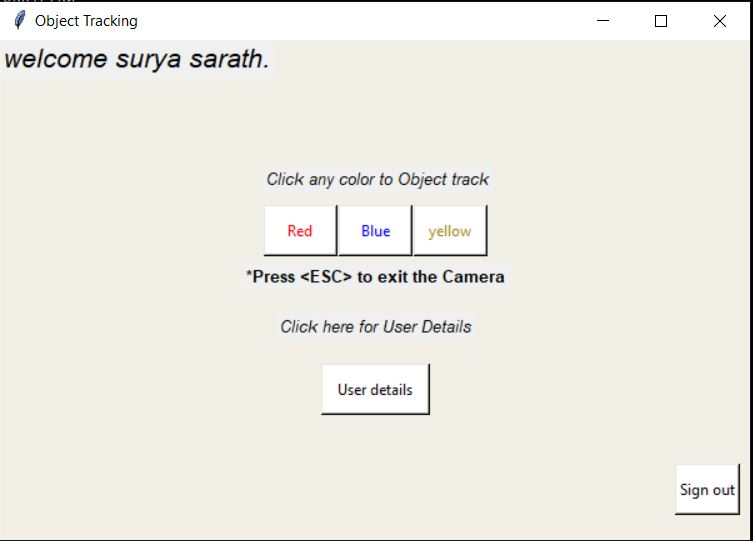 Object Tracking
welcome surya sarath.
Click any color to Object track
Red Blue yellow
*Press <ESC> to exit the Camera
Click here for User Details
User details
Sign out